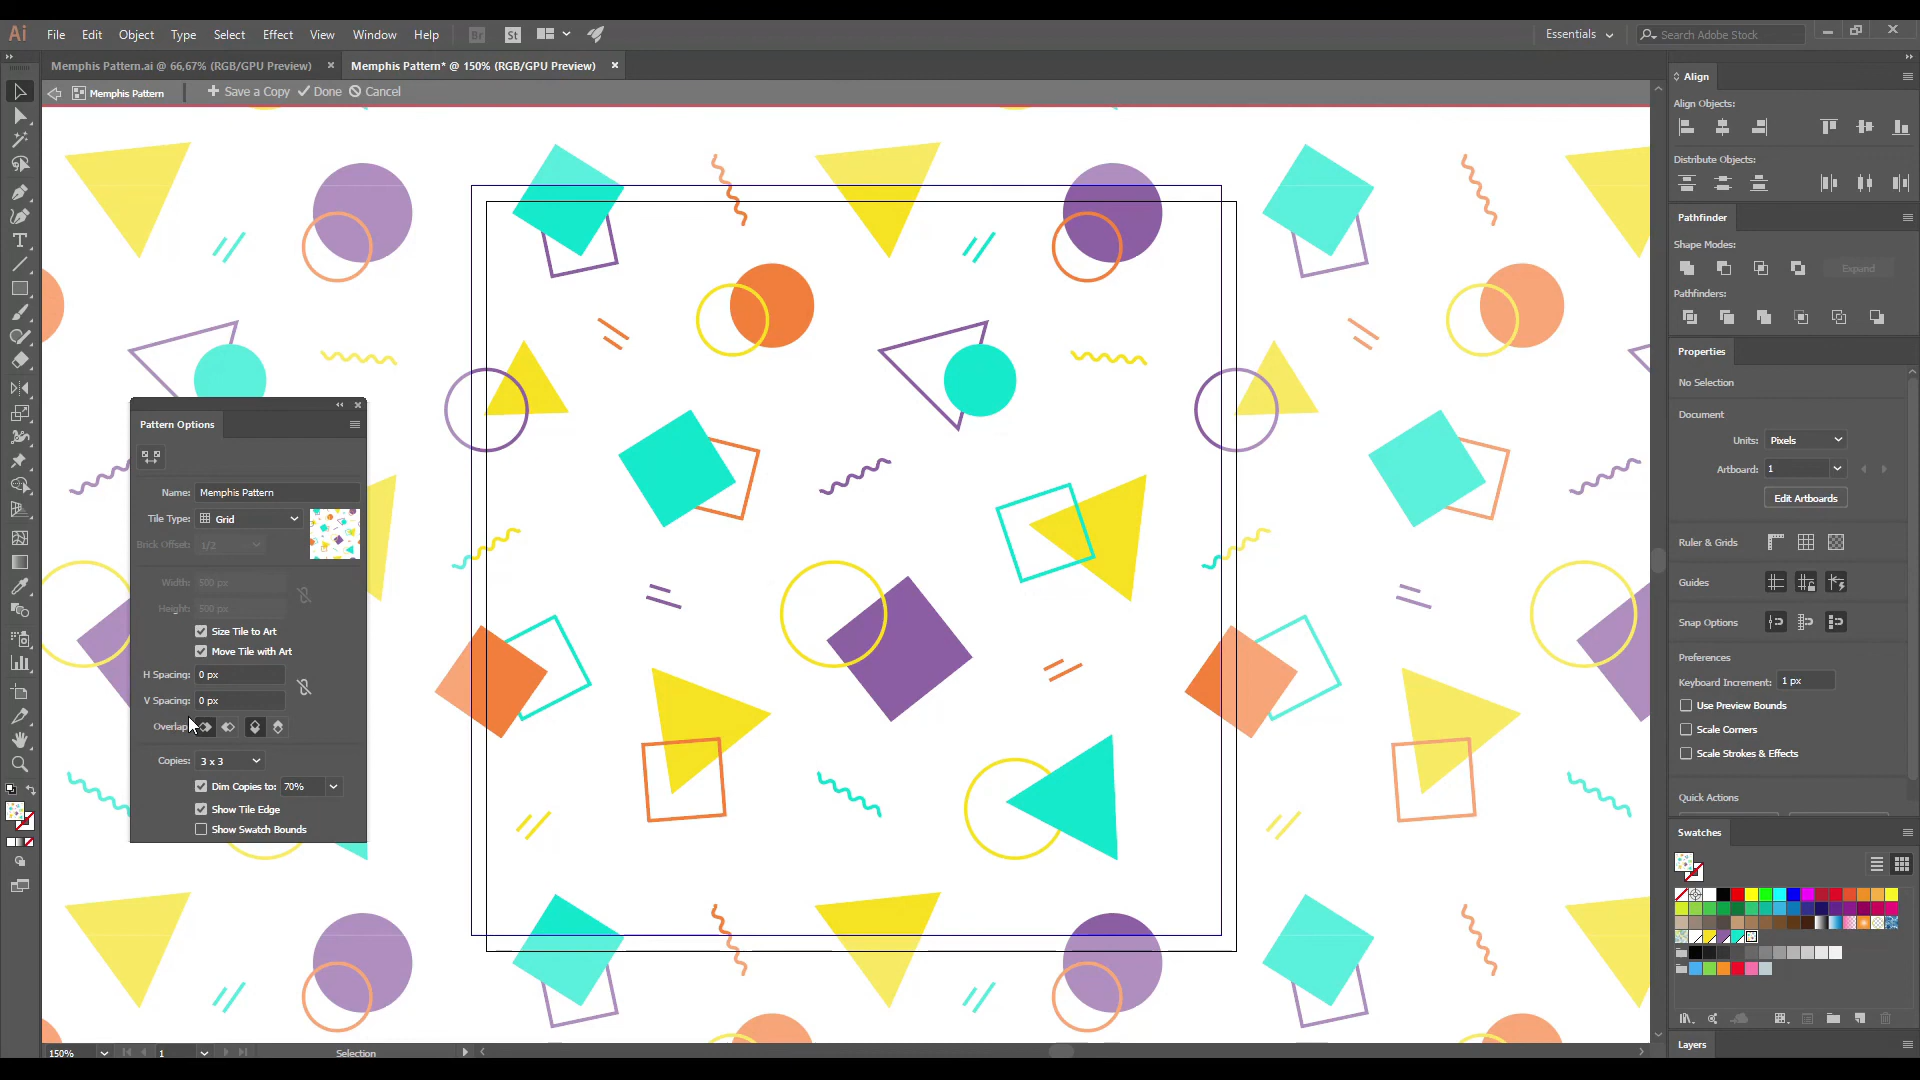 Ai File Edit Object Type Select Effect View Window Help Br St Essentials Search Adobe Stock
Memphis Pattern.ai @ 66,67% (RGB/GPU Preview) Memphis Pattern* @ 150% (RGB/GPU Preview)
Memphis Pattern Save a Copy Done Cancel
Align
Align Objects:
Distribute Objects:
Pathfinder
Shape Modes:
Expand
Pathfinders:
Properties
No Selection
Document
Units: Pixels
Artboard: 1
Edit Artboards
Ruler & Grids
Guides
Snap Options
Preferences
Keyboard Increment: 1 px
Use Preview Bounds
Scale Corners
Scale Strokes & Effects
Quick Actions
Swatches
Layers
Pattern Options
Name: Memphis Pattern
Tile Type: Grid
Brick Offset: 1/2
Width: 500 px
Height: 500 px
Size Tile to Art
Move Tile with Art
H Spacing: 0 px
V Spacing: 0 px
Overlap
Copies: 3 x 3
Dim Copies to: 70%
Show Tile Edge
Show Swatch Bounds
150% 1 Selection